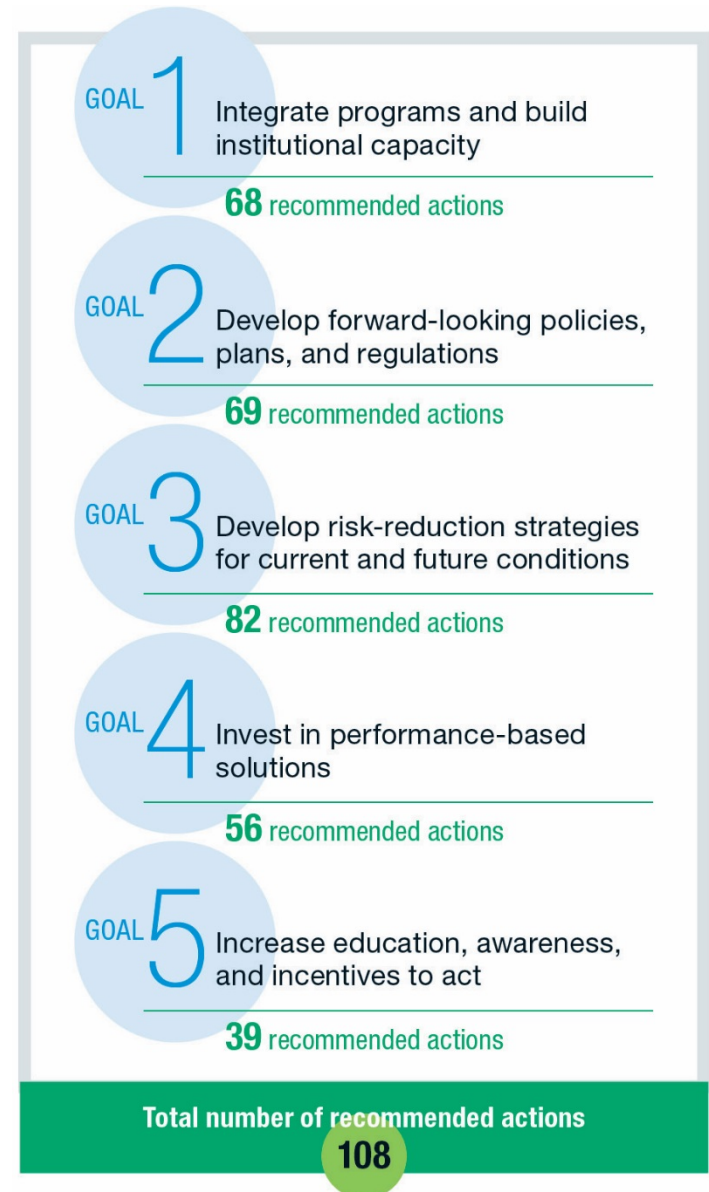 GOAL 1
Integrate programs and build
institutional capacity
68 recommended actions
GOAL 2
Develop forward-looking policies,
plans, and regulations
69 recommended actions
GOAL 3
Develop risk-reduction strategies
for current and future conditions
82 recommended actions
GOAL 4
Invest in performance-based
solutions
56 recommended actions
GOAL 5
Increase education, awareness,
and incentives to act
39 recommended actions
Total number of recommended actions
108